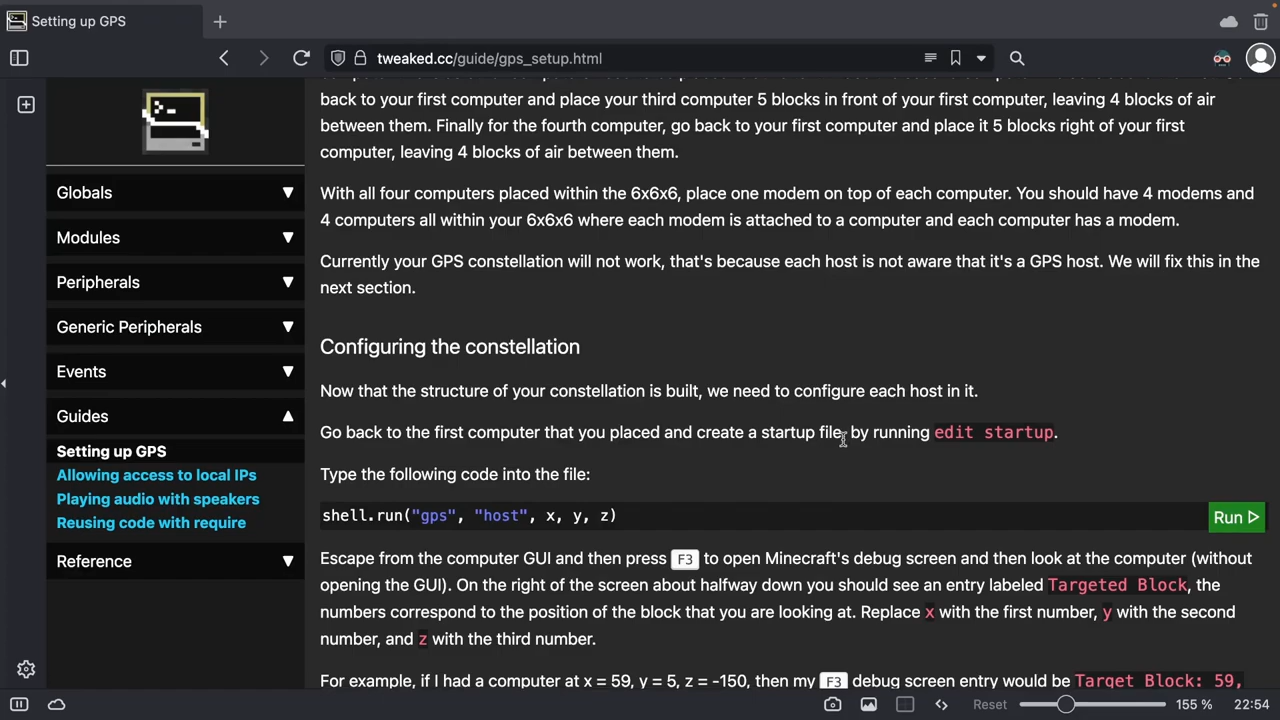 Setting up GPS
tweaked.cc/guide/gps_setup.html
back to your first computer and place your third computer 5 blocks in front of your first computer, leaving 4 blocks of air
between them. Finally for the fourth computer, go back to your first computer and place it 5 blocks right of your first
computer, leaving 4 blocks of air between them.
With all four computers placed within the 6x6x6, place one modem on top of each computer. You should have 4 modems and
4 computers all within your 6x6x6 where each modem is attached to a computer and each computer has a modem.
Currently your GPS constellation will not work, that's because each host is not aware that it's a GPS host. We will fix this in the
next section.
Configuring the constellation
Now that the structure of your constellation is built, we need to configure each host in it.
Go back to the first computer that you placed and create a startup file, by running edit startup.
Type the following code into the file:
shell.run("gps", "host", x, y, z)
Run
Escape from the computer GUI and then press F3 to open Minecraft's debug screen and then look at the computer (without
opening the GUI). On the right of the screen about halfway down you should see an entry labeled Targeted Block, the
numbers correspond to the position of the block that you are looking at. Replace x with the first number, y with the second
number, and z with the third number.
For example, if I had a computer at x = 59, y = 5, z = -150, then my F3 debug screen entry would be Target Block: 59,
Globals
Modules
Peripherals
Generic Peripherals
Events
Guides
Setting up GPS
Allowing access to local IPs
Playing audio with speakers
Reusing code with require
Reference
Reset
155 %
22:54